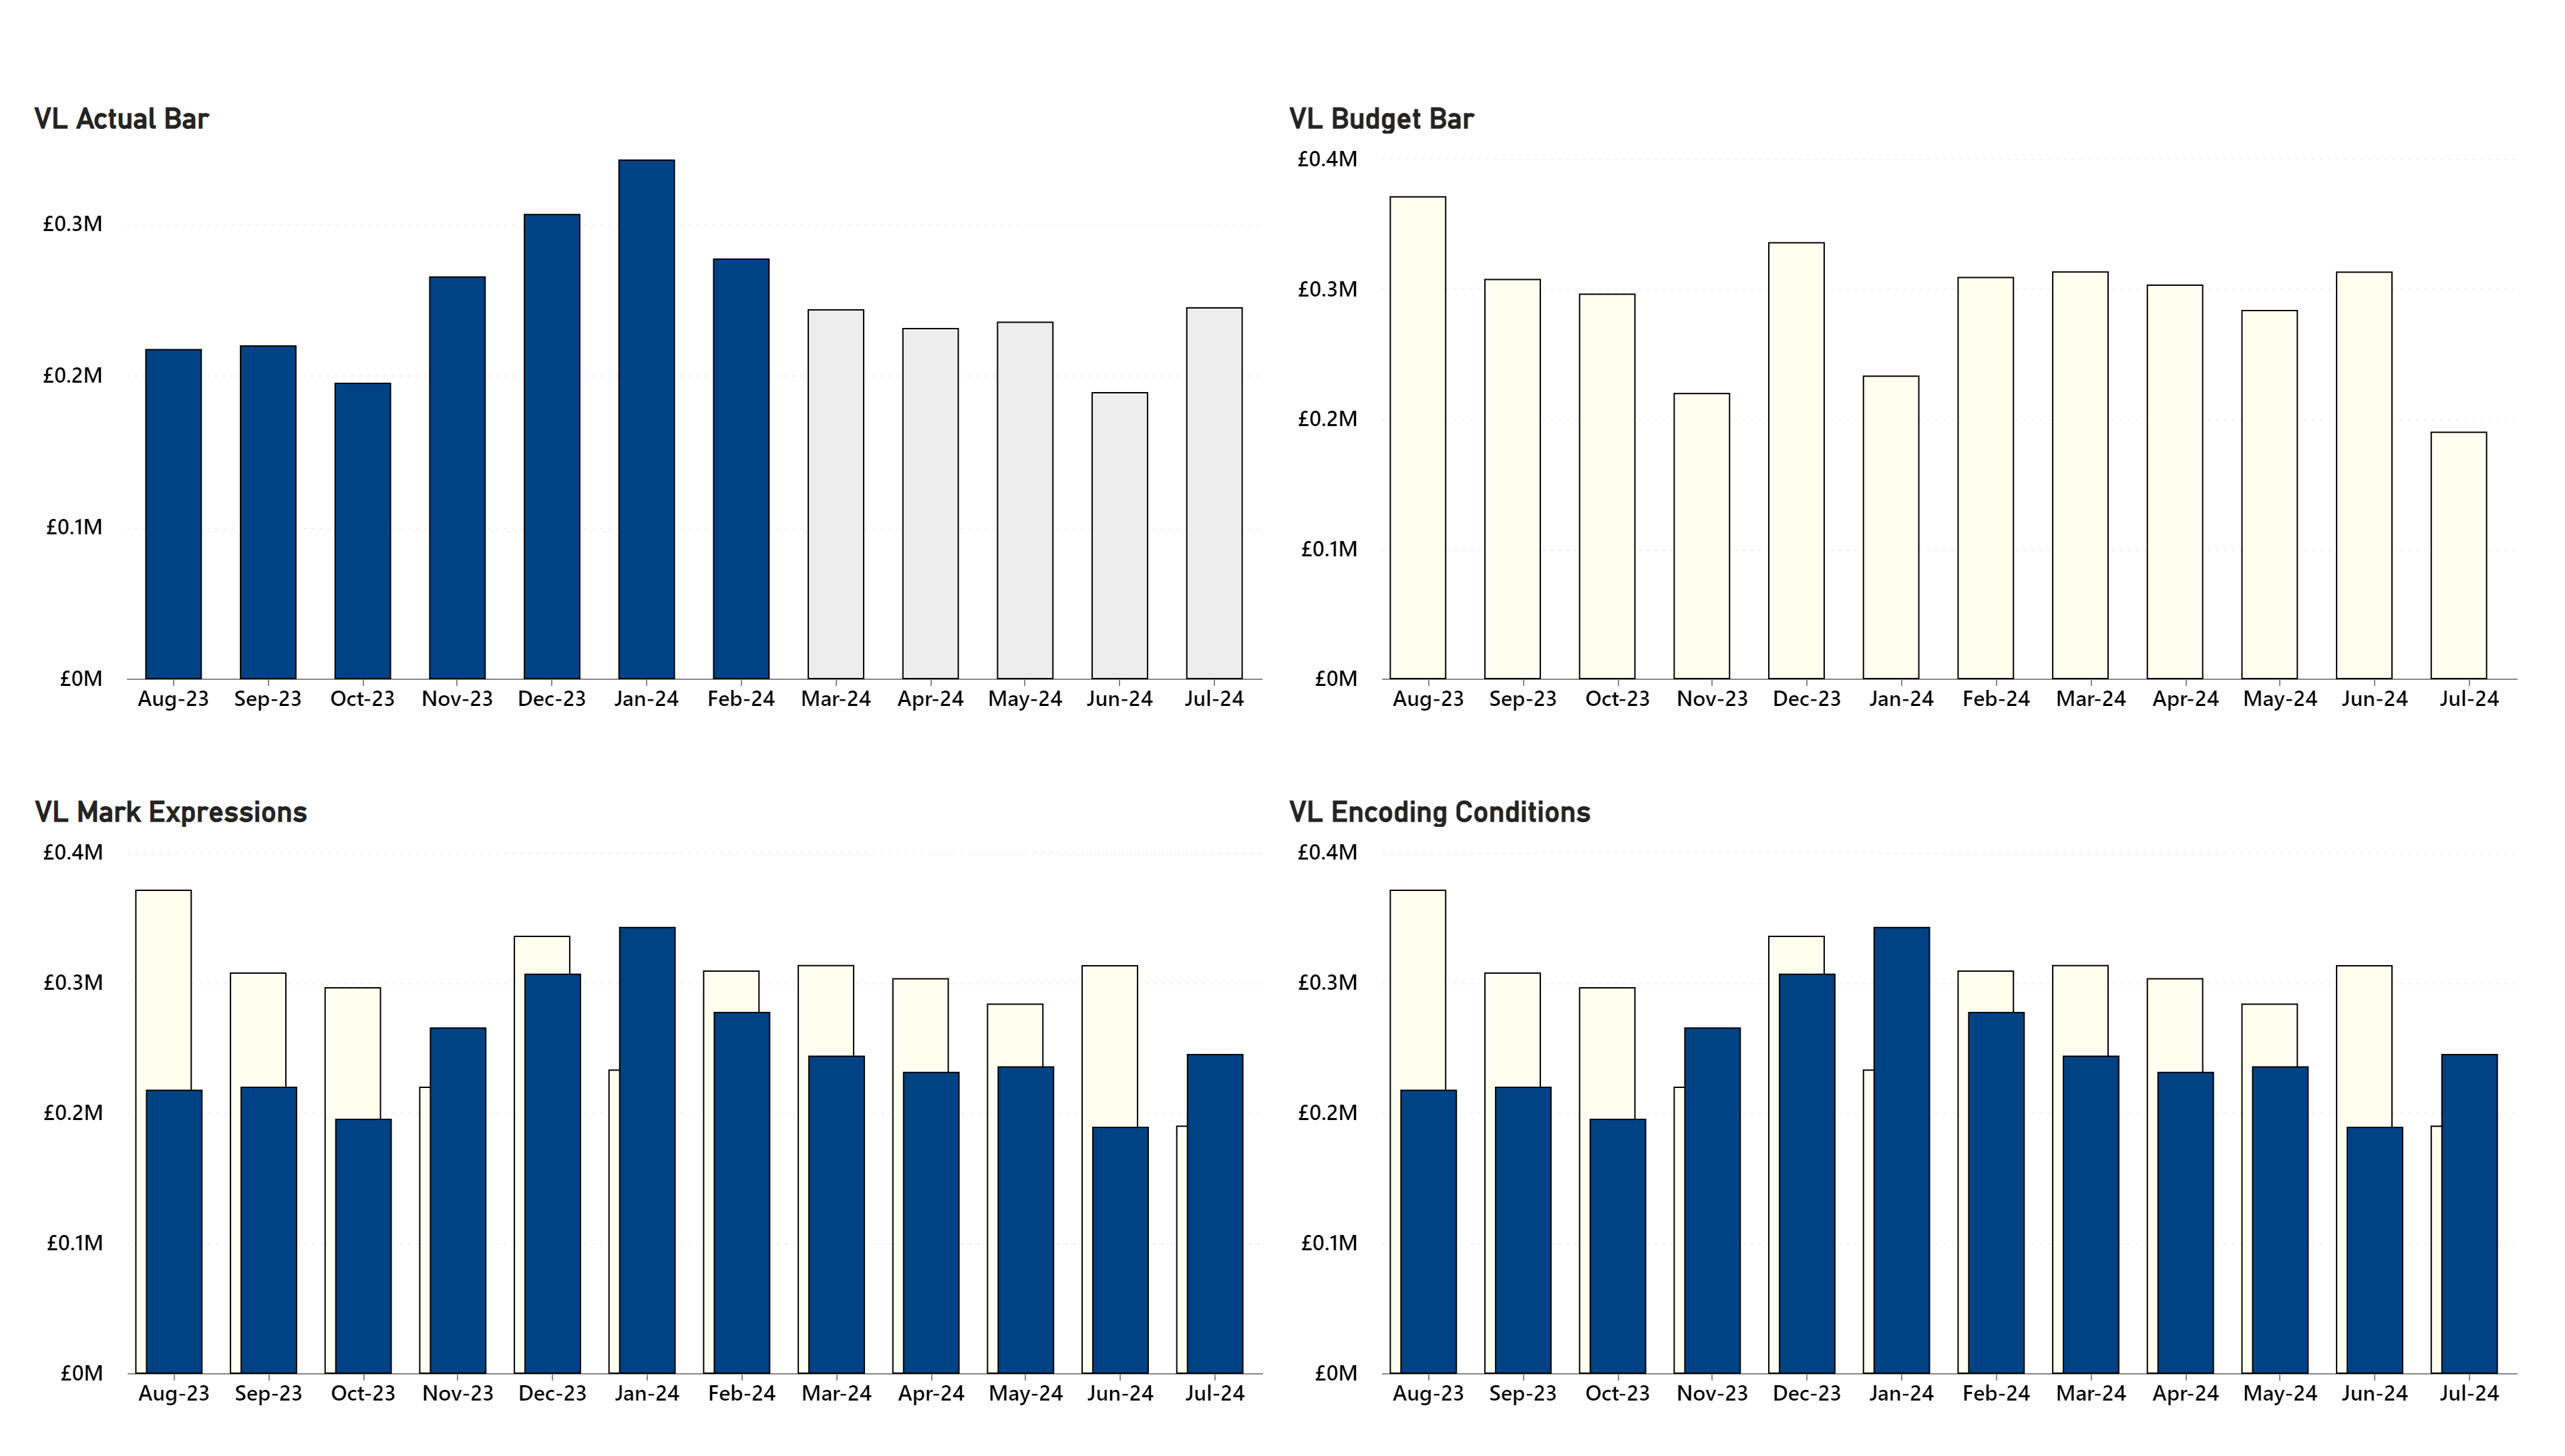 VL Actual Bar
£0.3M
£0.2M
£0.1M
£0M
Aug-23 Sep-23 Oct-23 Nov-23 Dec-23 Jan-24 Feb-24 Mar-24 Apr-24 May-24 Jun-24 Jul-24
VL Budget Bar
£0.4M
£0.3M
£0.2M
£0.1M
£0M
Aug-23 Sep-23 Oct-23 Nov-23 Dec-23 Jan-24 Feb-24 Mar-24 Apr-24 May-24 Jun-24 Jul-24
VL Mark Expressions
£0.4M
£0.3M
£0.2M
£0.1M
£0M
Aug-23 Sep-23 Oct-23 Nov-23 Dec-23 Jan-24 Feb-24 Mar-24 Apr-24 May-24 Jun-24 Jul-24
VL Encoding Conditions
£0.4M
£0.3M
£0.2M
£0.1M
£0M
Aug-23 Sep-23 Oct-23 Nov-23 Dec-23 Jan-24 Feb-24 Mar-24 Apr-24 May-24 Jun-24 Jul-24